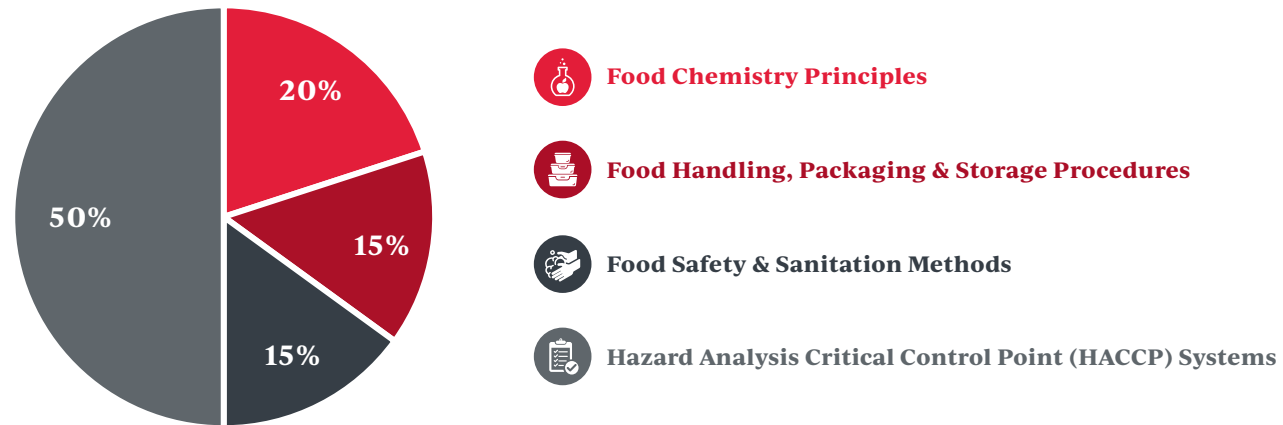 20%
50%
15%
15%
Food Chemistry Principles
Food Handling, Packaging & Storage Procedures
Food Safety & Sanitation Methods
Hazard Analysis Critical Control Point (HACCP) Systems